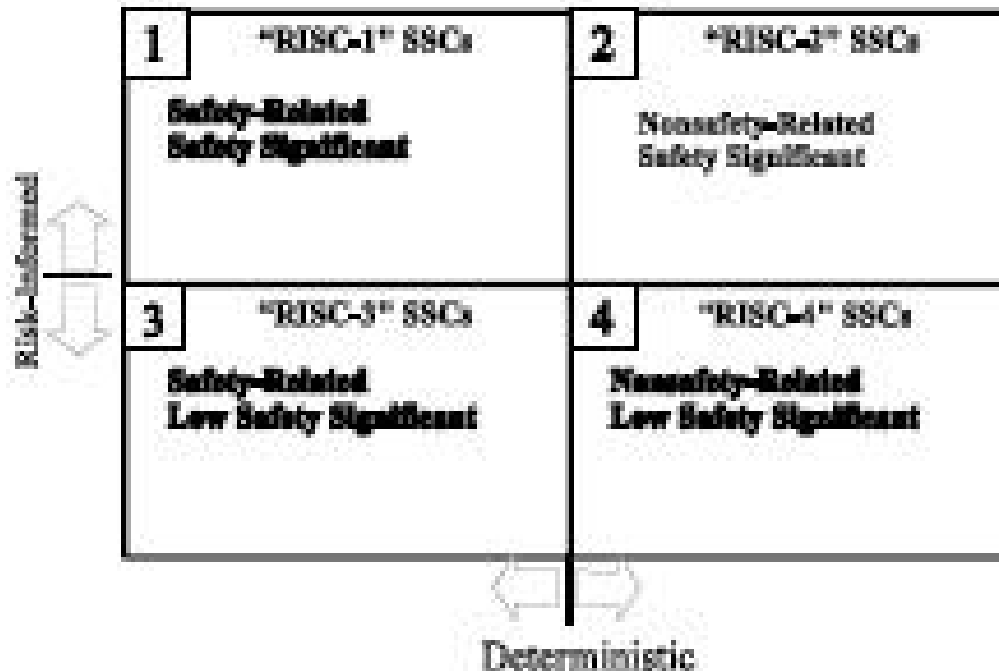 1
"RISC-1" SSCs
Safety-Related
Safety Significant
2
"RISC-2" SSCs
Nonsafety-Related
Safety Significant
Risk-Informed
3
"RISC-3" SSCs
Safety-Related
Low Safety Significant
4
"RISC-4" SSCs
Nonsafety-Related
Low Safety Significant
Deterministic